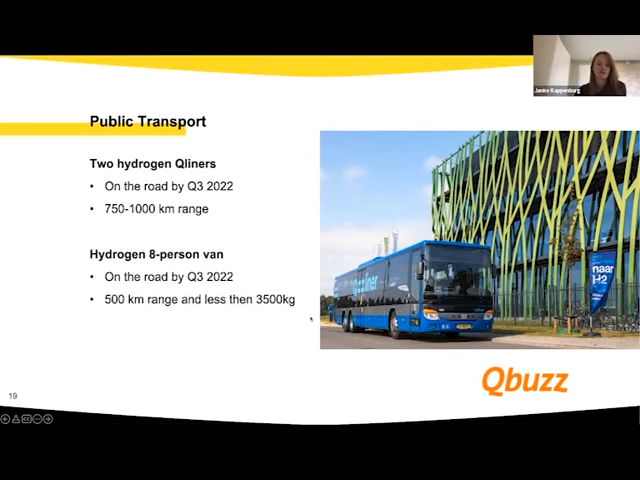 Janke Kappenburg
Public Transport
Two hydrogen Qliners
• On the road by Q3 2022
• 750-1000 km range
Hydrogen 8-person van
• On the road by Q3 2022
• 500 km range and less then 3500kg
Qliner
naar
H2
Qbuzz
19